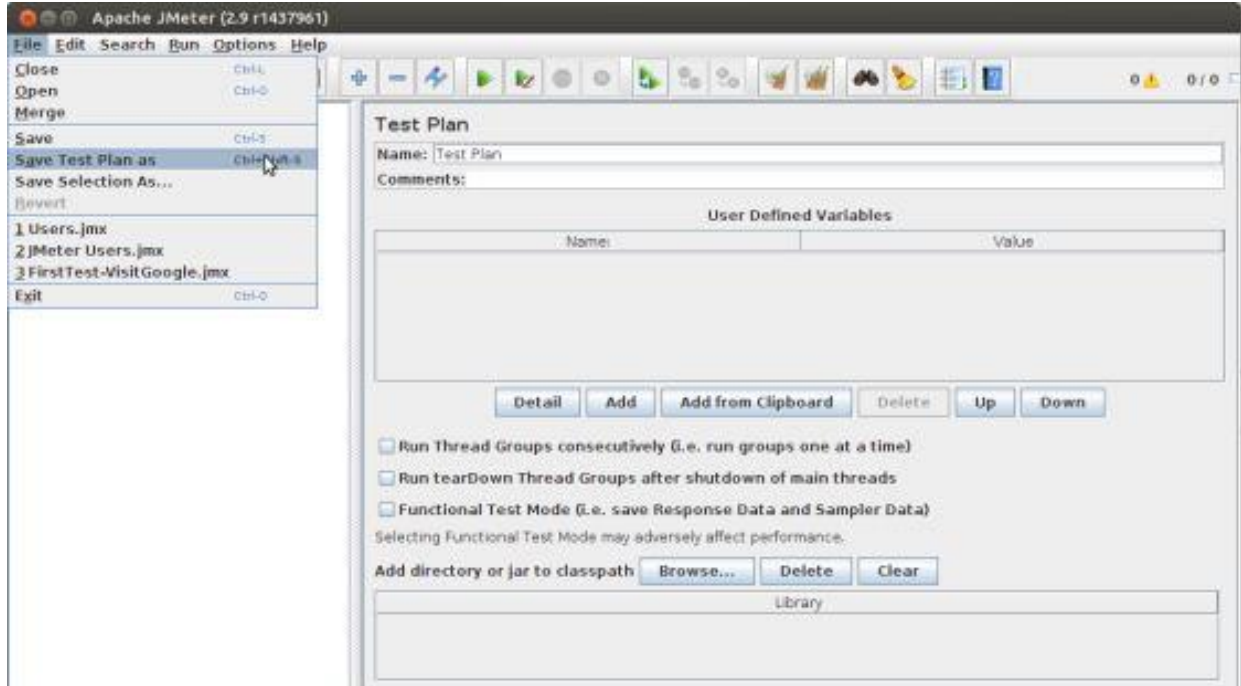 Apache JMeter (2.9 r1437961)
File Edit Search Run Options Help
Close Ctrl-L
Open Ctrl-O
Merge
Save Ctrl-S
Save Test Plan as
Save Selection As...
Revert
1 Users.jmx
2 JMeter Users.jmx
3 FirstTest-VisitGoogle.jmx
Exit
0 0 / 0
Test Plan
Name: Test Plan
Comments:
User Defined Variables
Name: Value
Detail Add Add from Clipboard Delete Up Down
Run Thread Groups consecutively (i.e. run groups one at a time)
Run tearDown Thread Groups after shutdown of main threads
Functional Test Mode (i.e. save Response Data and Sampler Data)
Selecting Functional Test Mode may adversely affect performance.
Add directory or jar to classpath Browse... Delete Clear
Library